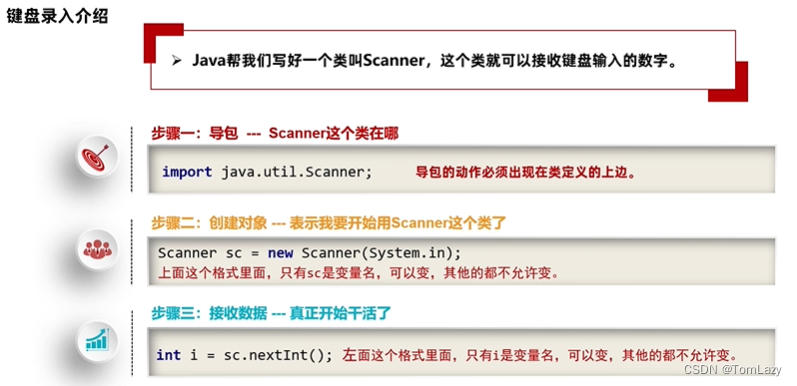 键盘录入介绍
➢ Java帮我们写好一个类叫Scanner，这个类就可以接收键盘输入的数字。
步骤一：导包 --- Scanner这个类在哪
import java.util.Scanner; 导包的动作必须出现在类定义的上边。
步骤二：创建对象 --- 表示我要开始用Scanner这个类了
Scanner sc = new Scanner(System.in);
上面这个格式里面，只有sc是变量名，可以变，其他的都不允许变。
步骤三：接收数据 --- 真正开始干活了
int i = sc.nextInt(); 左面这个格式里面，只有i是变量名，可以变，其他的都不允许变。
CSDN @TomLazy